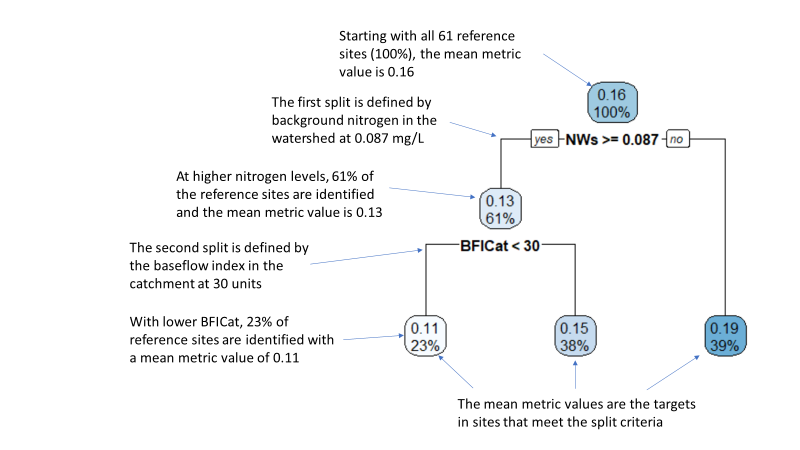 Starting with all 61 reference
sites (100%), the mean metric
value is 0.16
0.16
100%
The first split is defined by
background nitrogen in the
watershed at 0.087 mg/L
yes NWs >= 0.087 no
At higher nitrogen levels, 61% of
the reference sites are identified
and the mean metric value is 0.13
0.13
61%
The second split is defined by
the baseflow index in the
catchment at 30 units
BFICat < 30
With lower BFICat, 23% of
reference sites are identified with
a mean metric value of 0.11
0.11
23%
0.15
38%
0.19
39%
The mean metric values are the targets
in sites that meet the split criteria